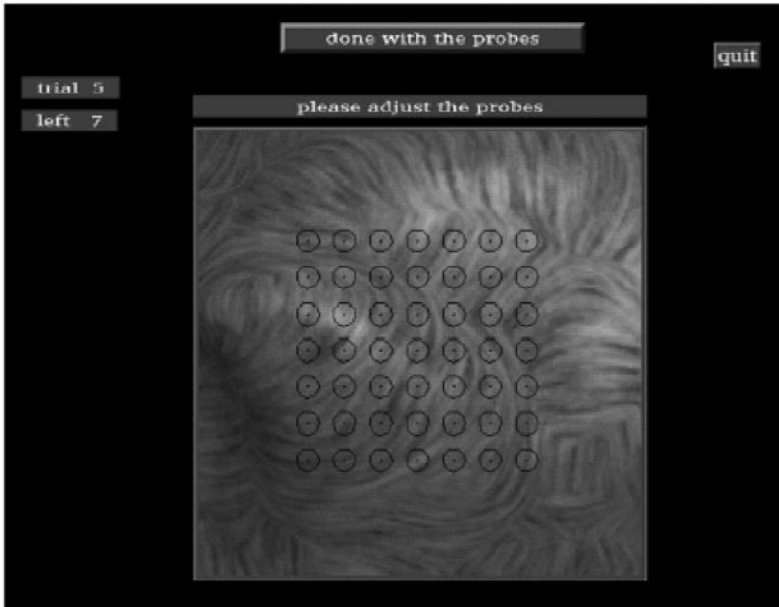 done with the probes
quit
trial 5
please adjust the probes
left 7